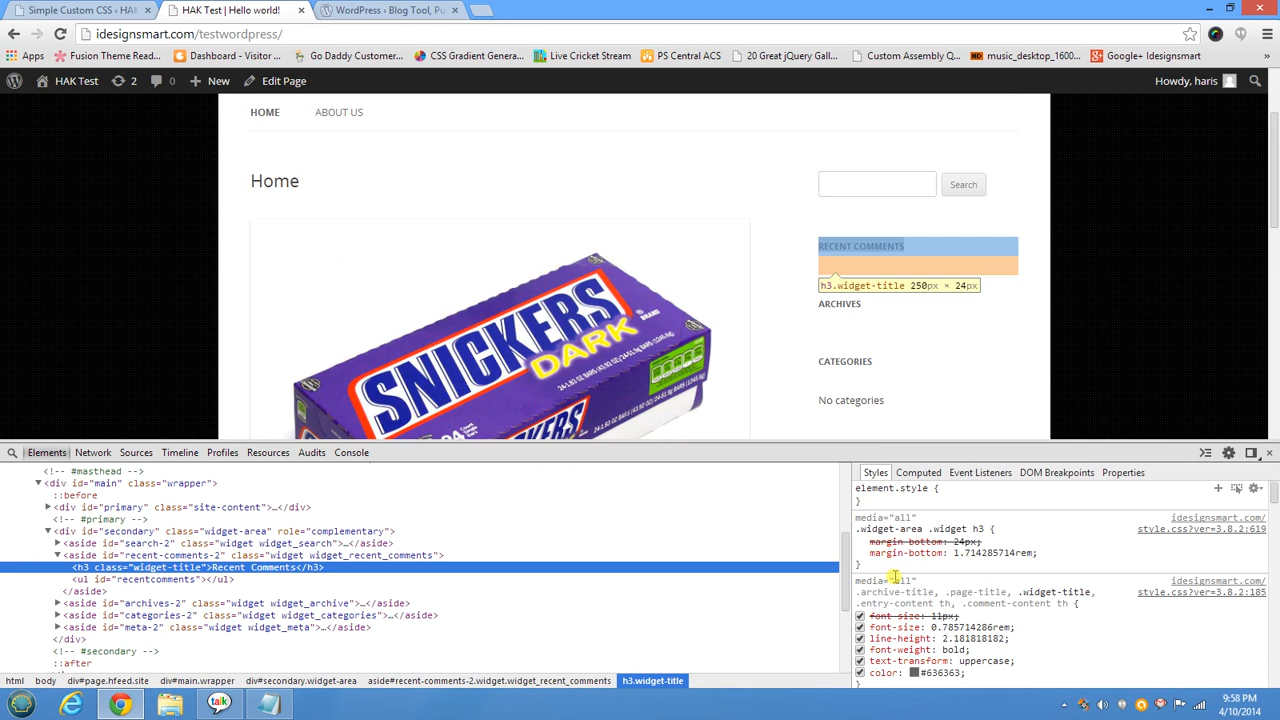 Simple Custom CSS ‹ HAK
HAK Test | Hello world!
WordPress › Blog Tool, Pu
idesignsmart.com/testwordpress/
Apps
Fusion Theme Read...
Dashboard - Visitor ...
Go Daddy Customer...
CSS Gradient Genera...
Live Cricket Stream
PS Central ACS
20 Great jQuery Gall...
Custom Assembly Q...
music_desktop_1600...
Google+ Idesignsmart
HAK Test
2
0
New
Edit Page
Howdy, haris
HOME
ABOUT US
Home
Search
RECENT COMMENTS
h3.widget-title 250px × 24px
ARCHIVES
CATEGORIES
No categories
SNICKERS
BRAND
DARK
SNICKERS
Elements
Network
Sources
Timeline
Profiles
Resources
Audits
Console
<!-- #masthead -->
<div id="main" class="wrapper">
::before
<div id="primary" class="site-content">…</div>
<!-- #primary -->
<div id="secondary" class="widget-area" role="complementary">
<aside id="search-2" class="widget widget_search">…</aside>
<aside id="recent-comments-2" class="widget widget_recent_comments">
<h3 class="widget-title">Recent Comments</h3>
<ul id="recentcomments"></ul>
</aside>
<aside id="archives-2" class="widget widget_archive">…</aside>
<aside id="categories-2" class="widget widget_categories">…</aside>
<aside id="meta-2" class="widget widget_meta">…</aside>
</div>
<!-- #secondary -->
::after
html
body
div#page.hfeed.site
div#main.wrapper
div#secondary.widget-area
aside#recent-comments-2.widget.widget_recent_comments
h3.widget-title
Styles
Computed
Event Listeners
DOM Breakpoints
Properties
element.style {
}
media="all"
idesignsmart.com/
.widget-area .widget h3 {
style.css?ver=3.8.2:619
margin-bottom: 24px;
margin-bottom: 1.714285714rem;
}
media="all"
idesignsmart.com/
.archive-title, .page-title, .widget-title,
style.css?ver=3.8.2:185
.entry-content th, .comment-content th {
font-size: 11px;
font-size: 0.785714286rem;
line-height: 2.181818182;
font-weight: bold;
text-transform: uppercase;
color: #636363;
}
talk
9:58 PM
4/10/2014